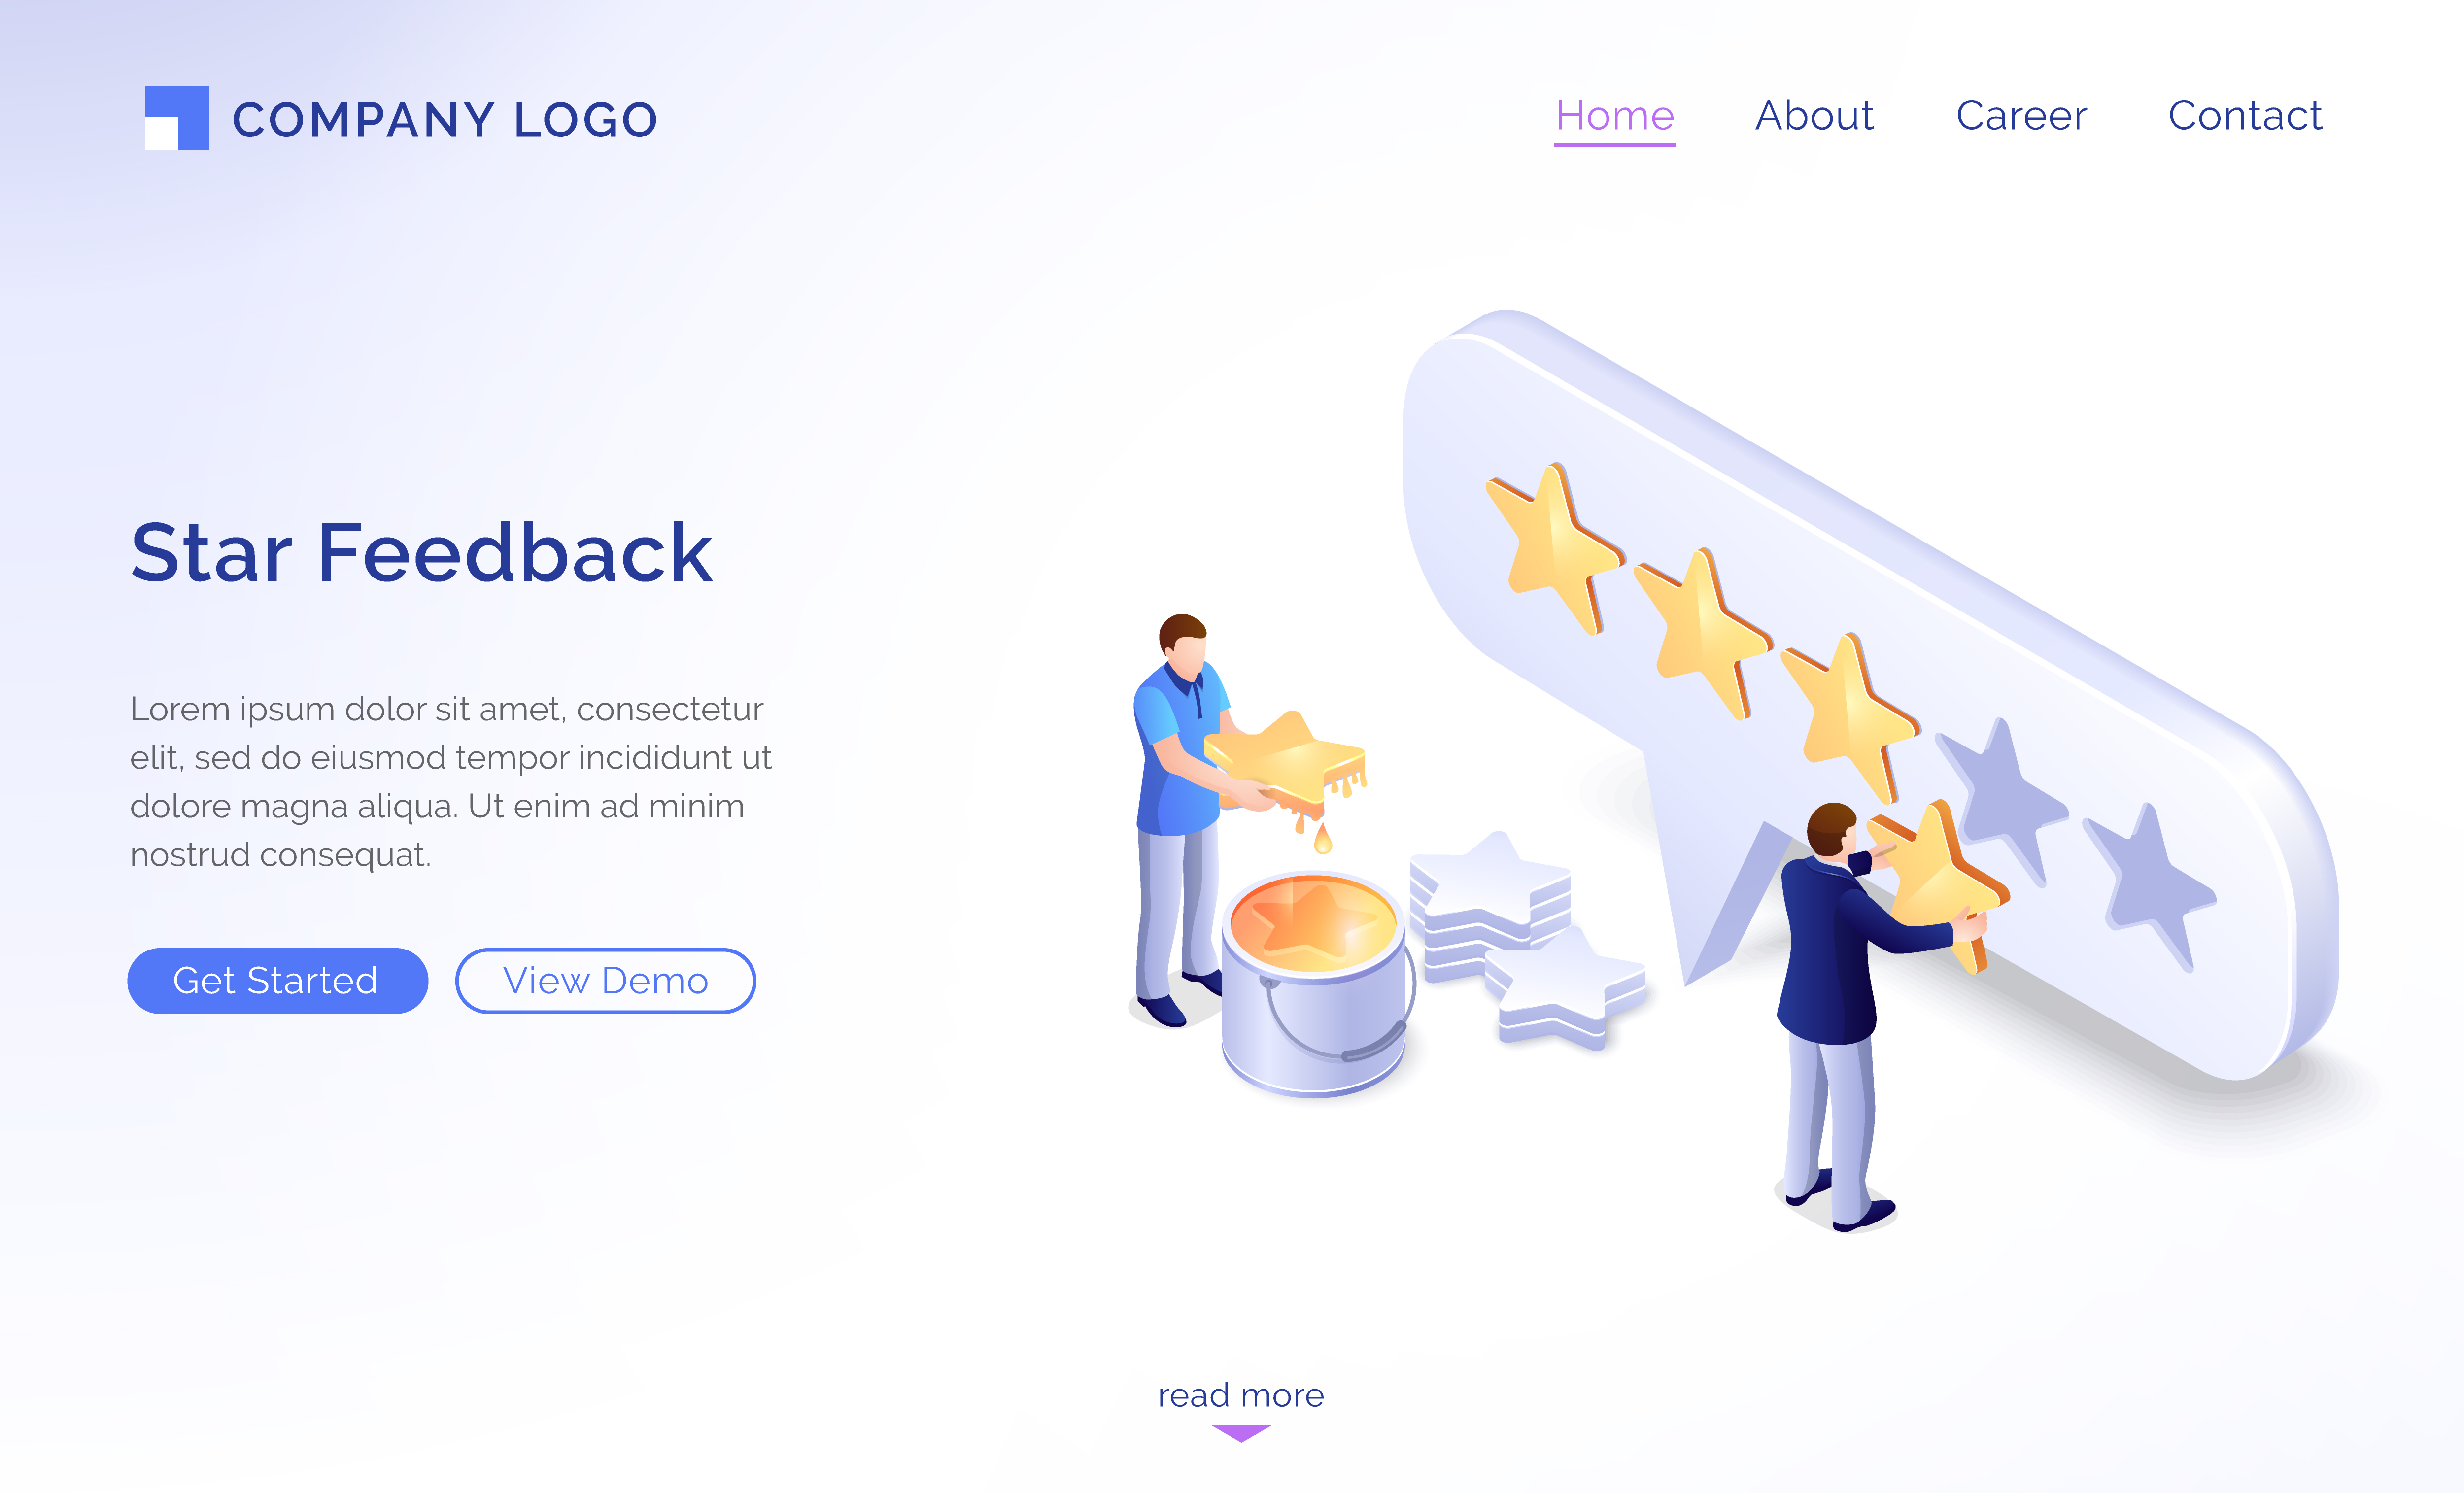 COMPANY LOGO
Home About Career Contact
Star Feedback
Lorem ipsum dolor sit amet, consectetur
elit, sed do eiusmod tempor incididunt ut
dolore magna aliqua. Ut enim ad minim
nostrud consequat.
Get Started View Demo
read more